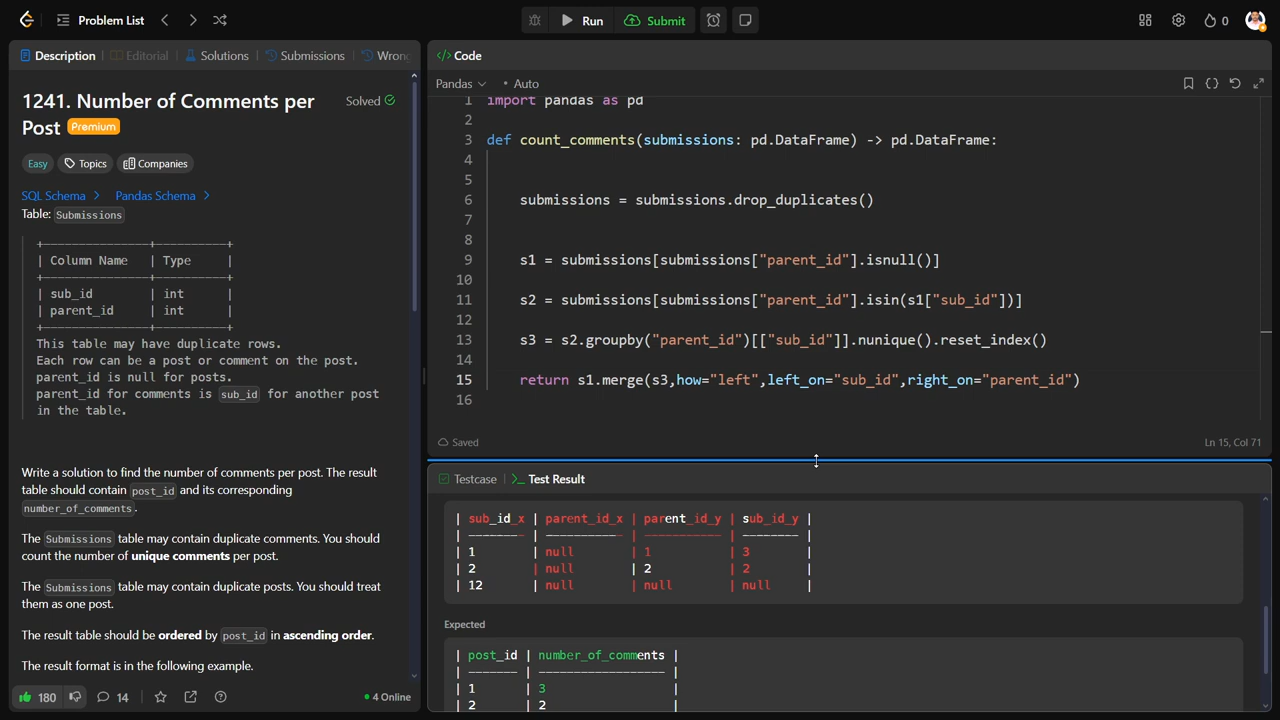 Problem List
Run
Submit
0
Description
Editorial
Solutions
Submissions
Wrong
Code
1241. Number of Comments per
Post Premium
Solved
Easy Topics Companies
SQL Schema > Pandas Schema >
Table: Submissions
+---------------+----------+
| Column Name   | Type     |
+---------------+----------+
| sub_id        | int      |
| parent_id     | int      |
+---------------+----------+
This table may have duplicate rows.
Each row can be a post or comment on the post.
parent_id is null for posts.
parent_id for comments is sub_id for another post
in the table.
Write a solution to find the number of comments per post. The result
table should contain post_id and its corresponding
number_of_comments.
The Submissions table may contain duplicate comments. You should
count the number of unique comments per post.
The Submissions table may contain duplicate posts. You should treat
them as one post.
The result table should be ordered by post_id in ascending order.
The result format is in the following example.
180
14
4 Online
Pandas
Auto
1 import pandas as pd
2
3 def count_comments(submissions: pd.DataFrame) -> pd.DataFrame:
4
5
6 submissions = submissions.drop_duplicates()
7
8
9 s1 = submissions[submissions["parent_id"].isnull()]
10
11 s2 = submissions[submissions["parent_id"].isin(s1["sub_id"])]
12
13 s3 = s2.groupby("parent_id")[["sub_id"]].nunique().reset_index()
14
15 return s1.merge(s3,how="left",left_on="sub_id",right_on="parent_id")
16
Saved
Ln 15, Col 71
Testcase
Test Result
| sub_id_x | parent_id_x | parent_id_y | sub_id_y |
| -------- | ----------- | ----------- | -------- |
| 1 | null | 1 | 3 |
| 2 | null | 2 | 2 |
| 12 | null | null | null |
Expected
| post_id | number_of_comments |
| ------- | ------------------ |
| 1 | 3 |
| 2 | 2 |